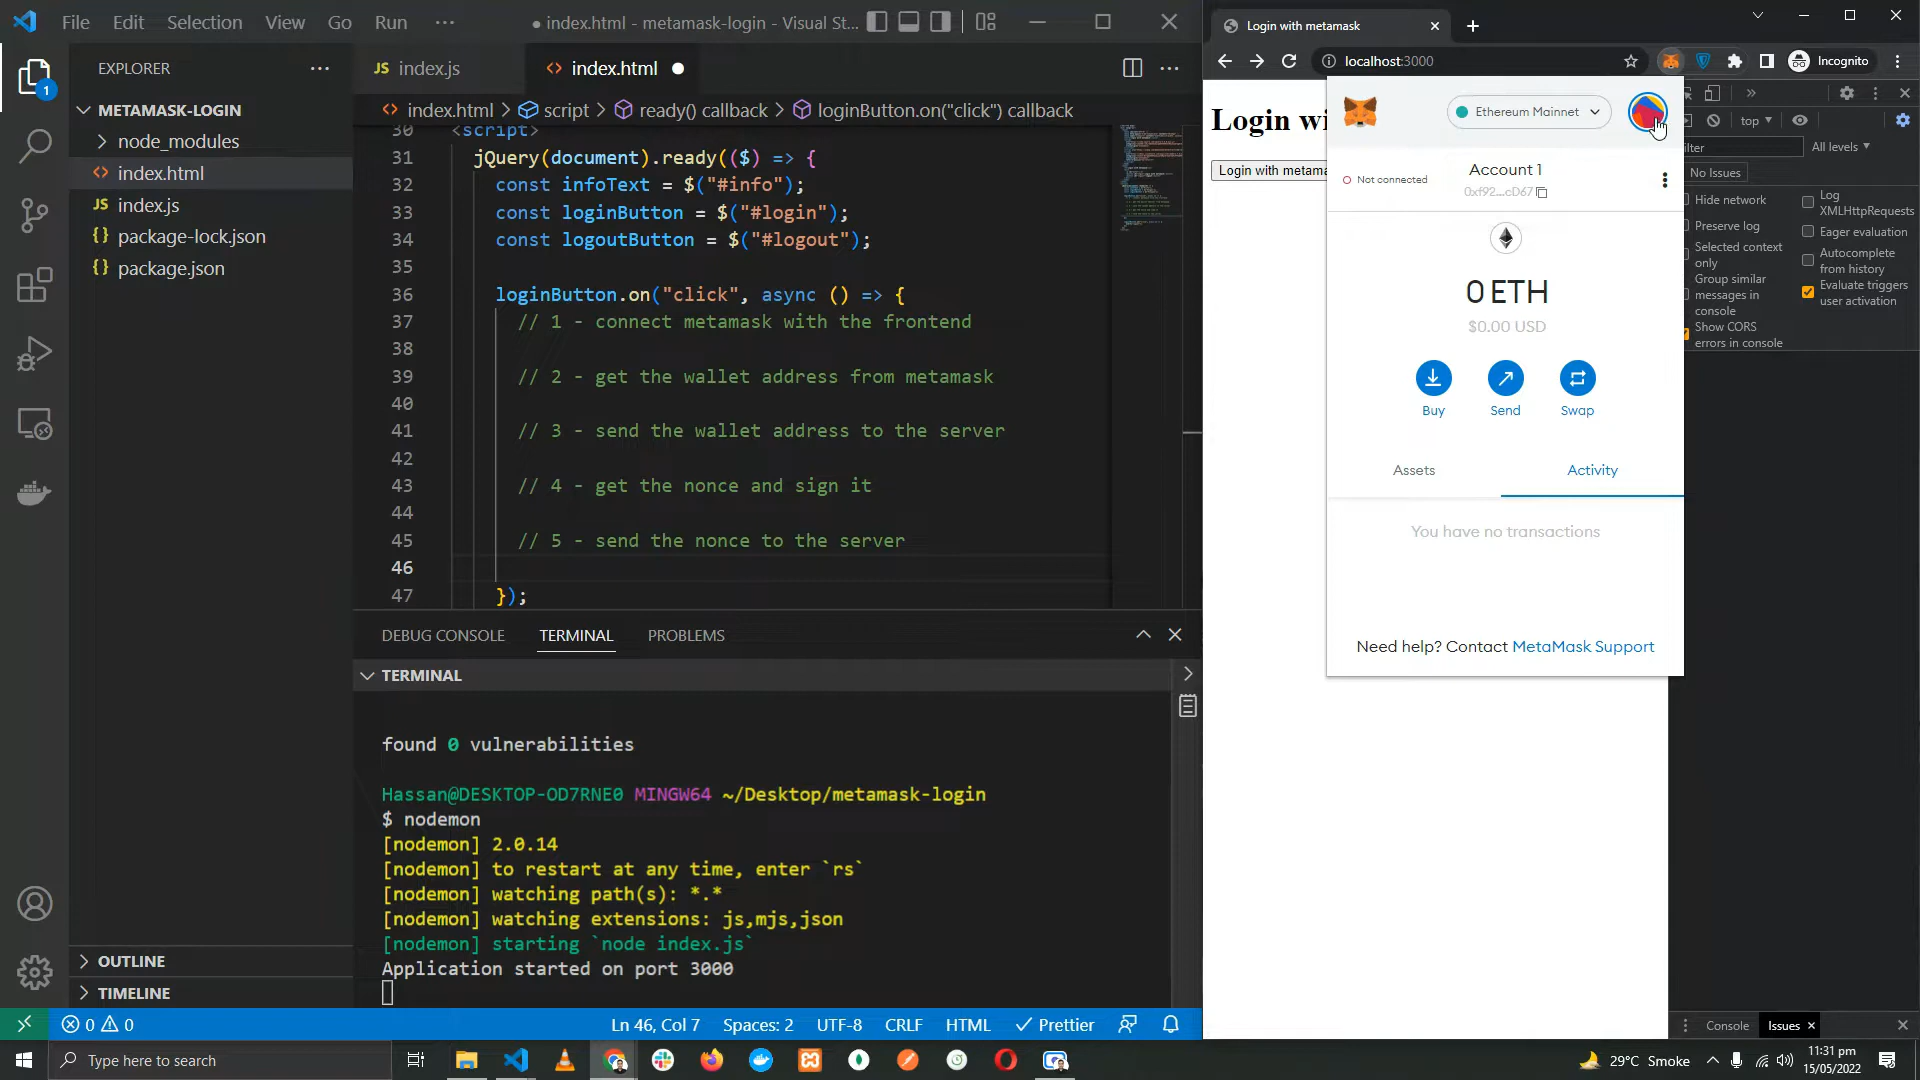 File Edit Selection View Go Run ···
● index.html - metamask-login - Visual St...
EXPLORER
METAMASK-LOGIN
node_modules
index.html
JS index.js
{} package-lock.json
{} package.json
OUTLINE
TIMELINE
1
JS index.js
<> index.html
<> index.html > script > ready() callback > loginButton.on("click") callback
30 <script>
31 jQuery(document).ready(($) => {
32 const infoText = $("#info");
33 const loginButton = $("#login");
34 const logoutButton = $("#logout");
35
36 loginButton.on("click", async () => {
37 // 1 - connect metamask with the frontend
38
39 // 2 - get the wallet address from metamask
40
41 // 3 - send the wallet address to the server
42
43 // 4 - get the nonce and sign it
44
45 // 5 - send the nonce to the server
46
47 });
DEBUG CONSOLE TERMINAL PROBLEMS
TERMINAL
found 0 vulnerabilities
Hassan@DESKTOP-OD7RNE0 MINGW64 ~/Desktop/metamask-login
$ nodemon
[nodemon] 2.0.14
[nodemon] to restart at any time, enter `rs`
[nodemon] watching path(s): *.*
[nodemon] watching extensions: js,mjs,json
[nodemon] starting `node index.js`
Application started on port 3000
0 0
Ln 46, Col 7 Spaces: 2 UTF-8 CRLF HTML Prettier
Login with metamask
localhost:3000
Incognito
Login wi
Login with metama
Ethereum Mainnet
Not connected
Account 1
0xf92...cD67
0 ETH
$0.00 USD
Buy Send Swap
Assets Activity
You have no transactions
Need help? Contact MetaMask Support
top
ilter
All levels
No Issues
Hide network
Preserve log
Selected context
only
Group similar
messages in
console
Show CORS
errors in console
Log
XMLHttpRequests
Eager evaluation
Autocomplete
from history
Evaluate triggers
user activation
Console Issues
Type here to search
29°C Smoke
11:31 pm
15/05/2022